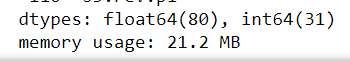 dtypes: float64(80), int64(31)
memory usage: 21.2 MB